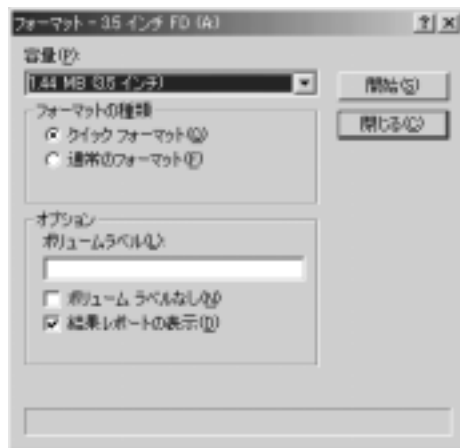 フォーマット - 3.5 インチ FD (A)
容量(P):
1.44 MB (3.5 インチ)
開始(S)
フォーマットの種類
閉じる(C)
クイック フォーマット(Q)
通常のフォーマット(F)
オプション
ボリュームラベル(L):
ボリューム ラベルなし(N)
結果レポートの表示(D)